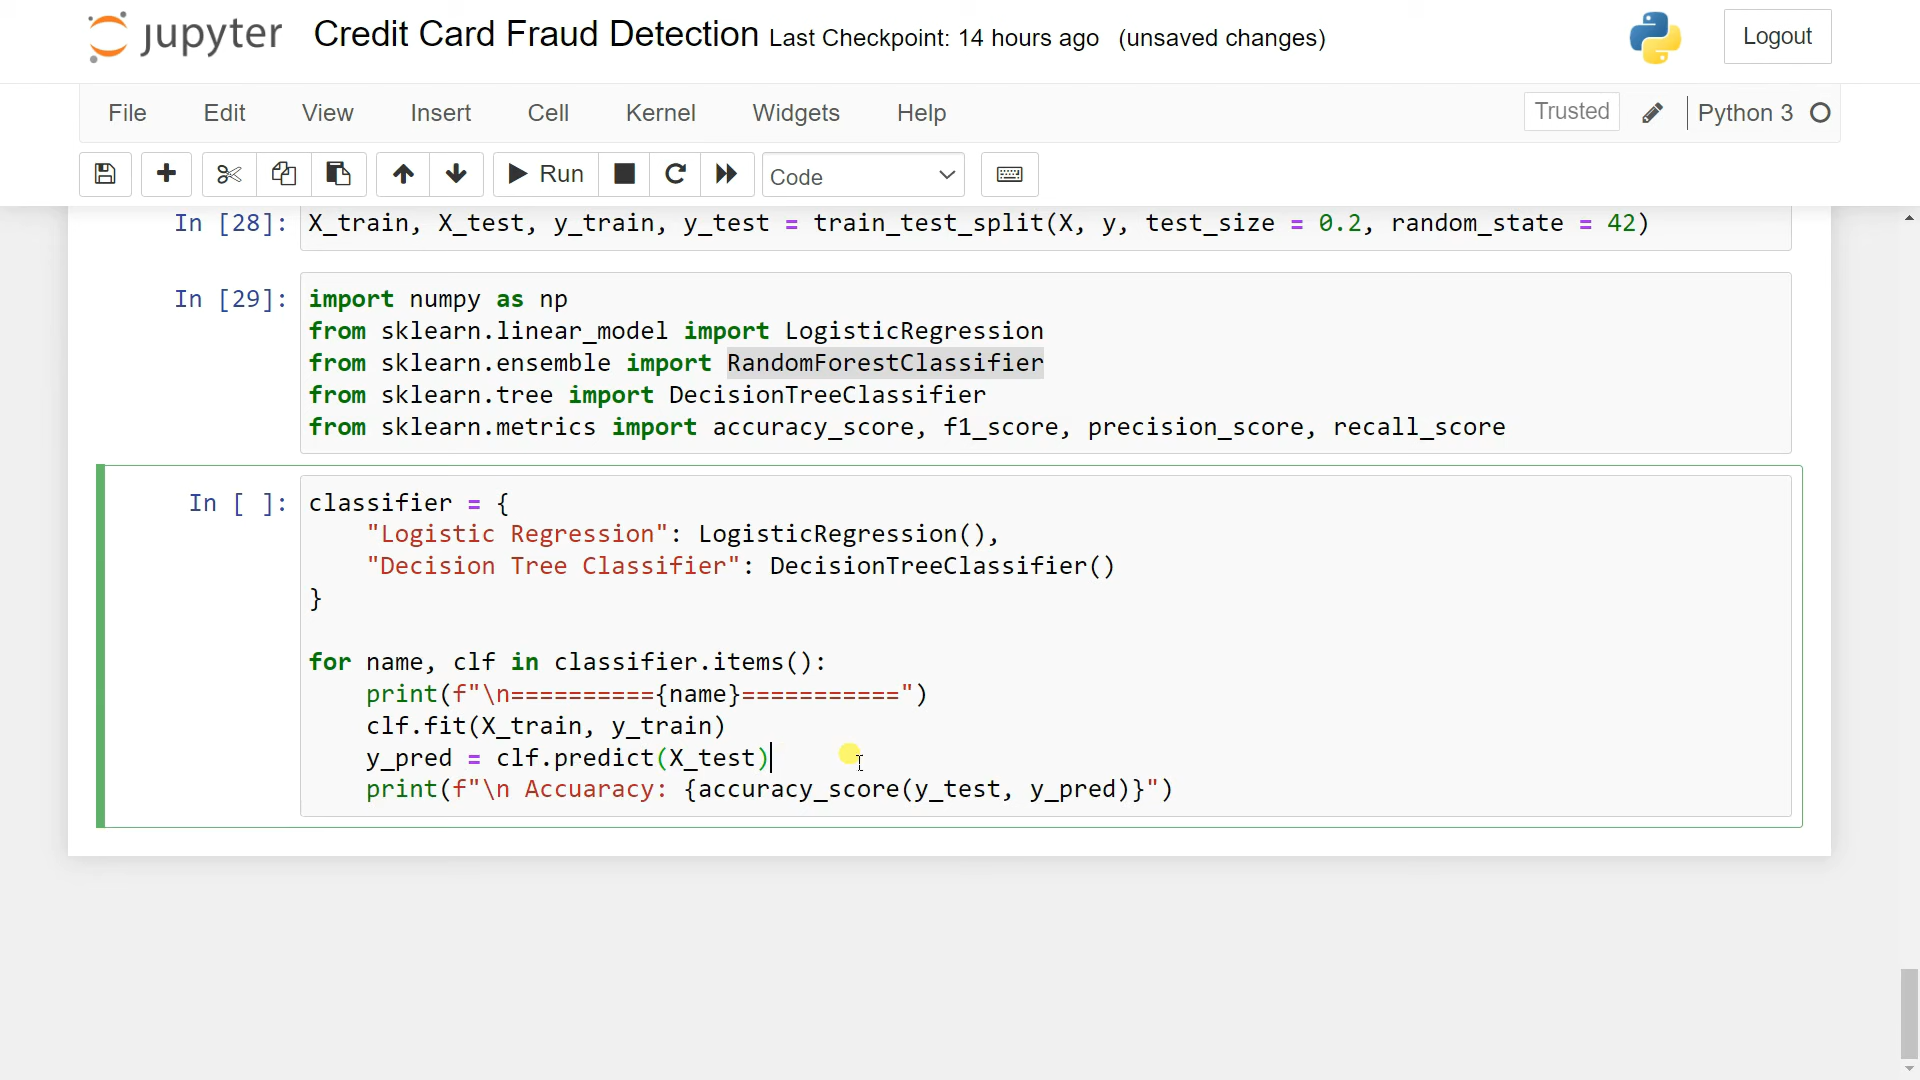 jupyter Credit Card Fraud Detection Last Checkpoint: 14 hours ago (unsaved changes) Logout
File Edit View Insert Cell Kernel Widgets Help Trusted Python 3
Run Code
In [28]: X_train, X_test, y_train, y_test = train_test_split(X, y, test_size = 0.2, random_state = 42)
In [29]: import numpy as np
from sklearn.linear_model import LogisticRegression
from sklearn.ensemble import RandomForestClassifier
from sklearn.tree import DecisionTreeClassifier
from sklearn.metrics import accuracy_score, f1_score, precision_score, recall_score
In [ ]: classifier = {
    "Logistic Regression": LogisticRegression(),
    "Decision Tree Classifier": DecisionTreeClassifier()
}
for name, clf in classifier.items():
    print(f"\n=========={name}===========")
    clf.fit(X_train, y_train)
    y_pred = clf.predict(X_test)
    print(f"\n Accuaracy: {accuracy_score(y_test, y_pred)}")